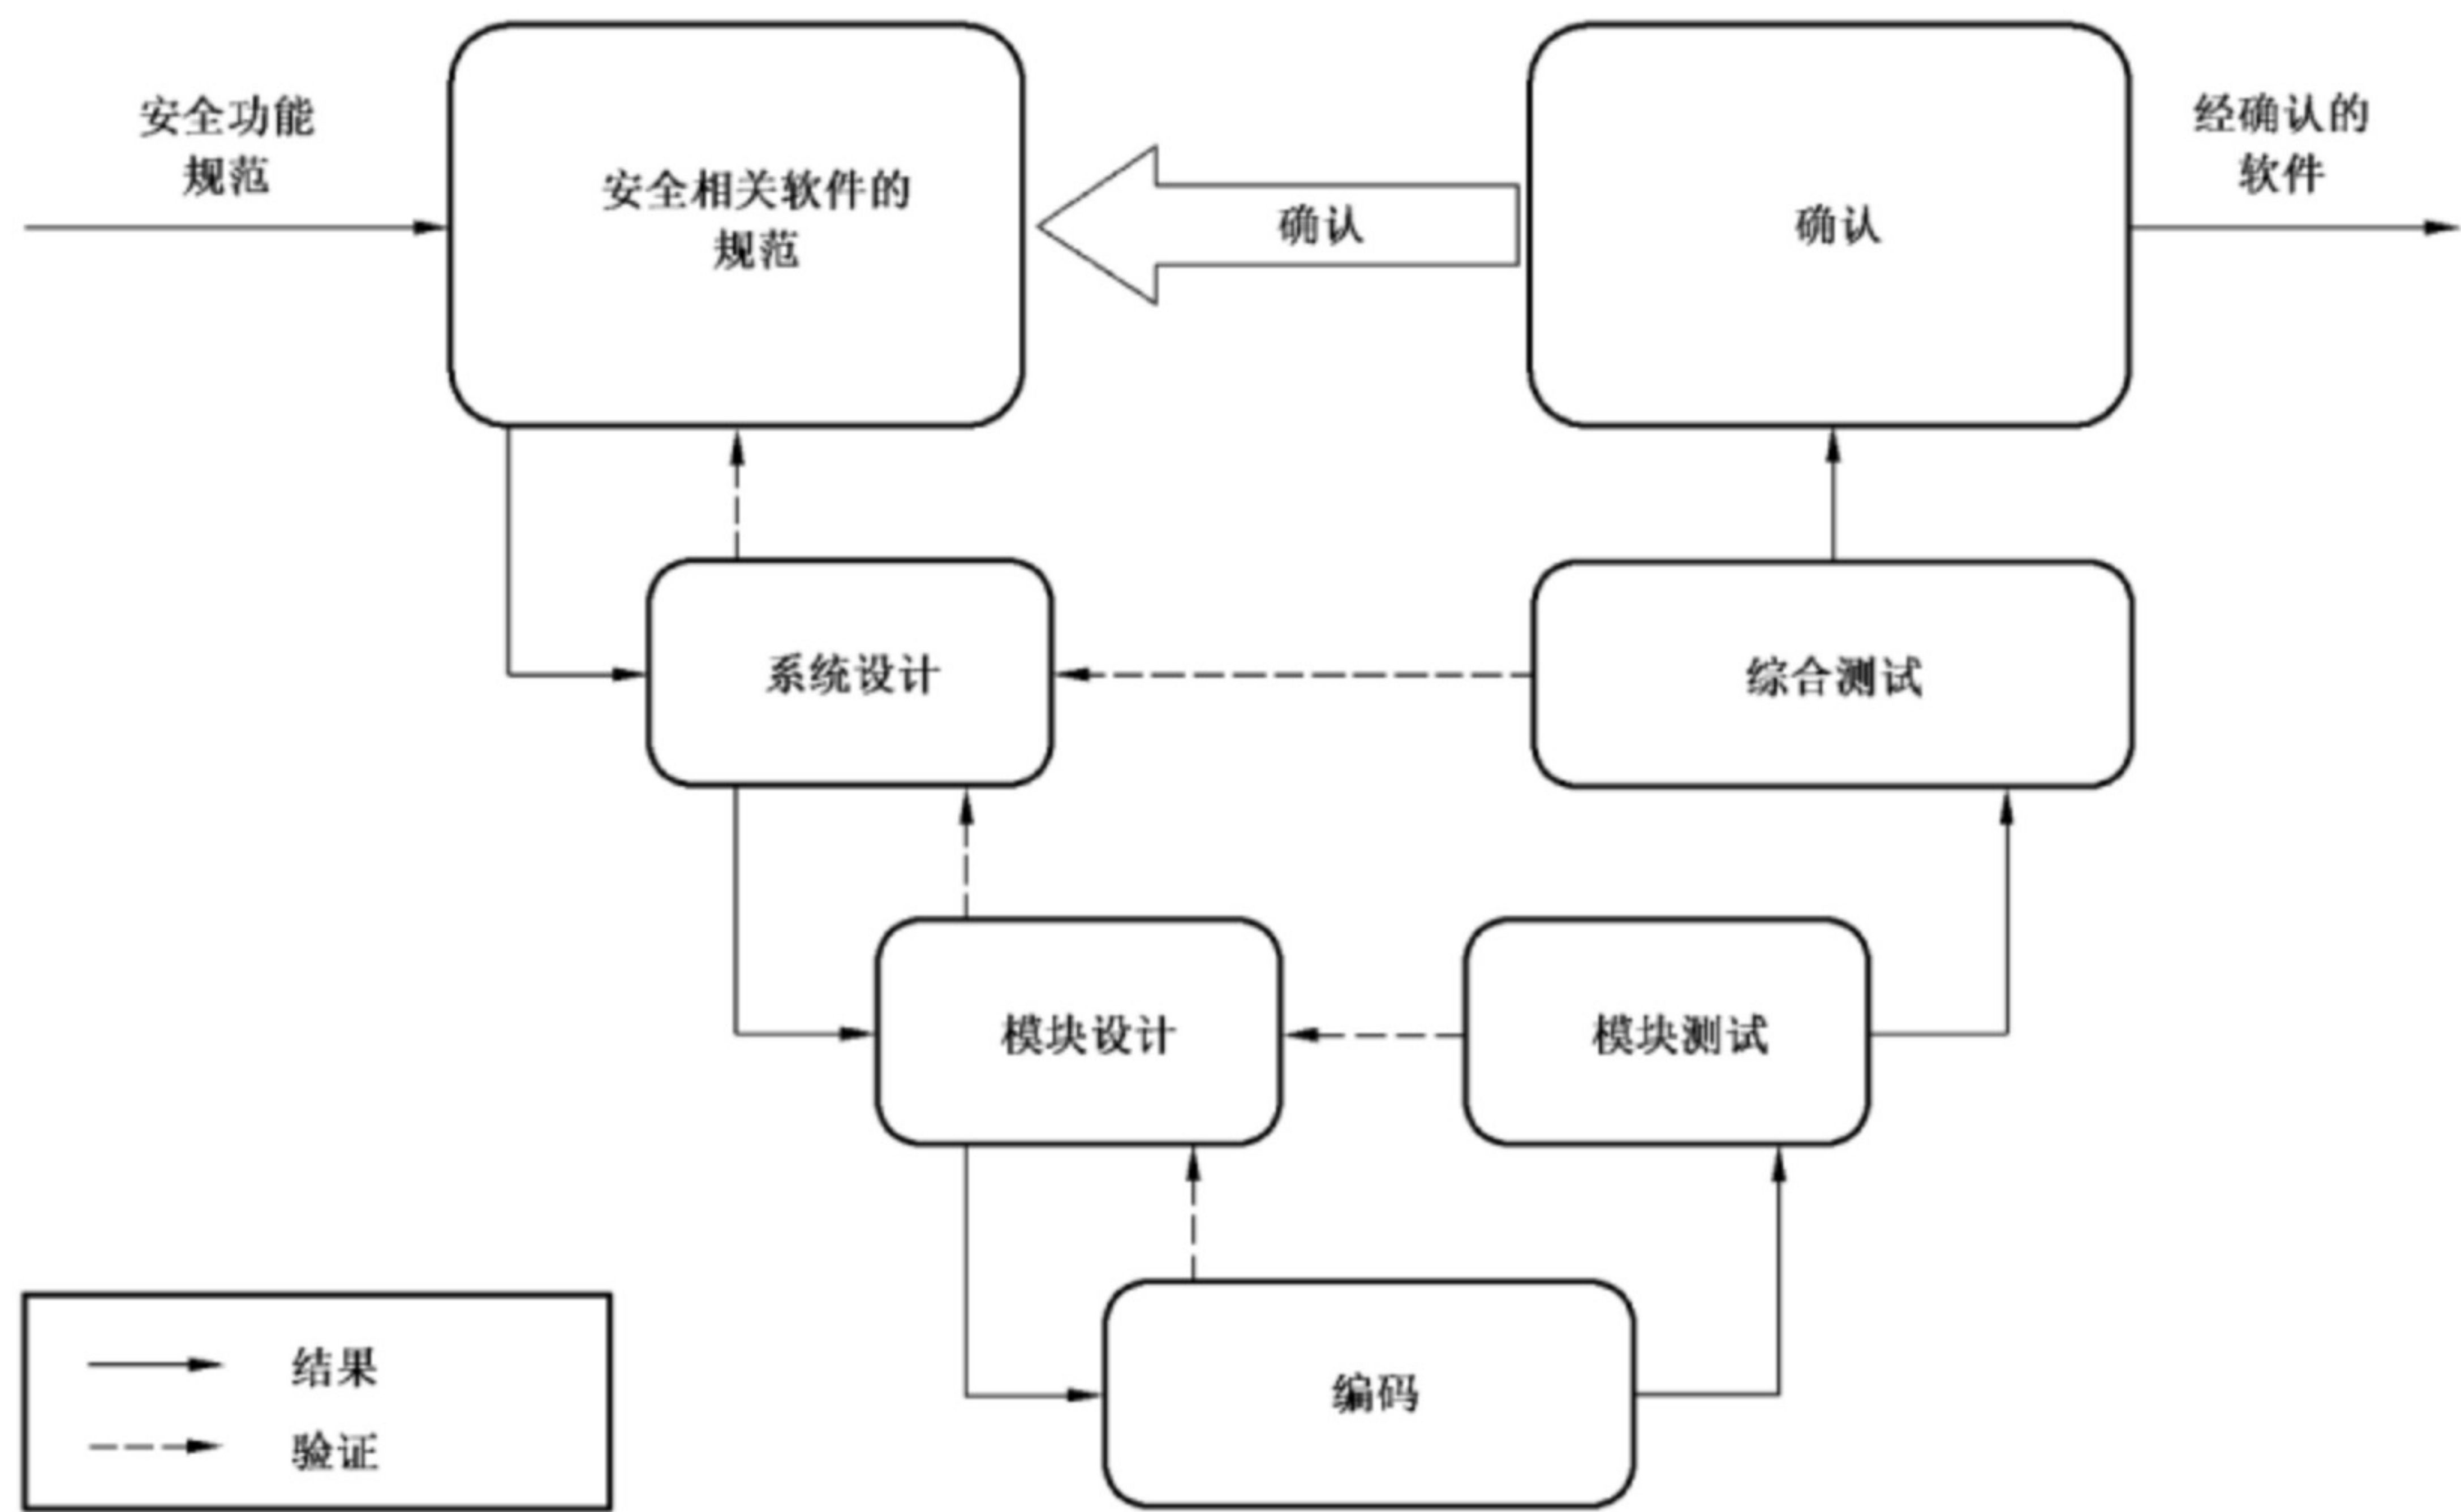 安全功能
规范
安全相关软件的
规范
确认
确认
经确认的
软件
系统设计
综合测试
模块设计
模块测试
编码
结果
验证